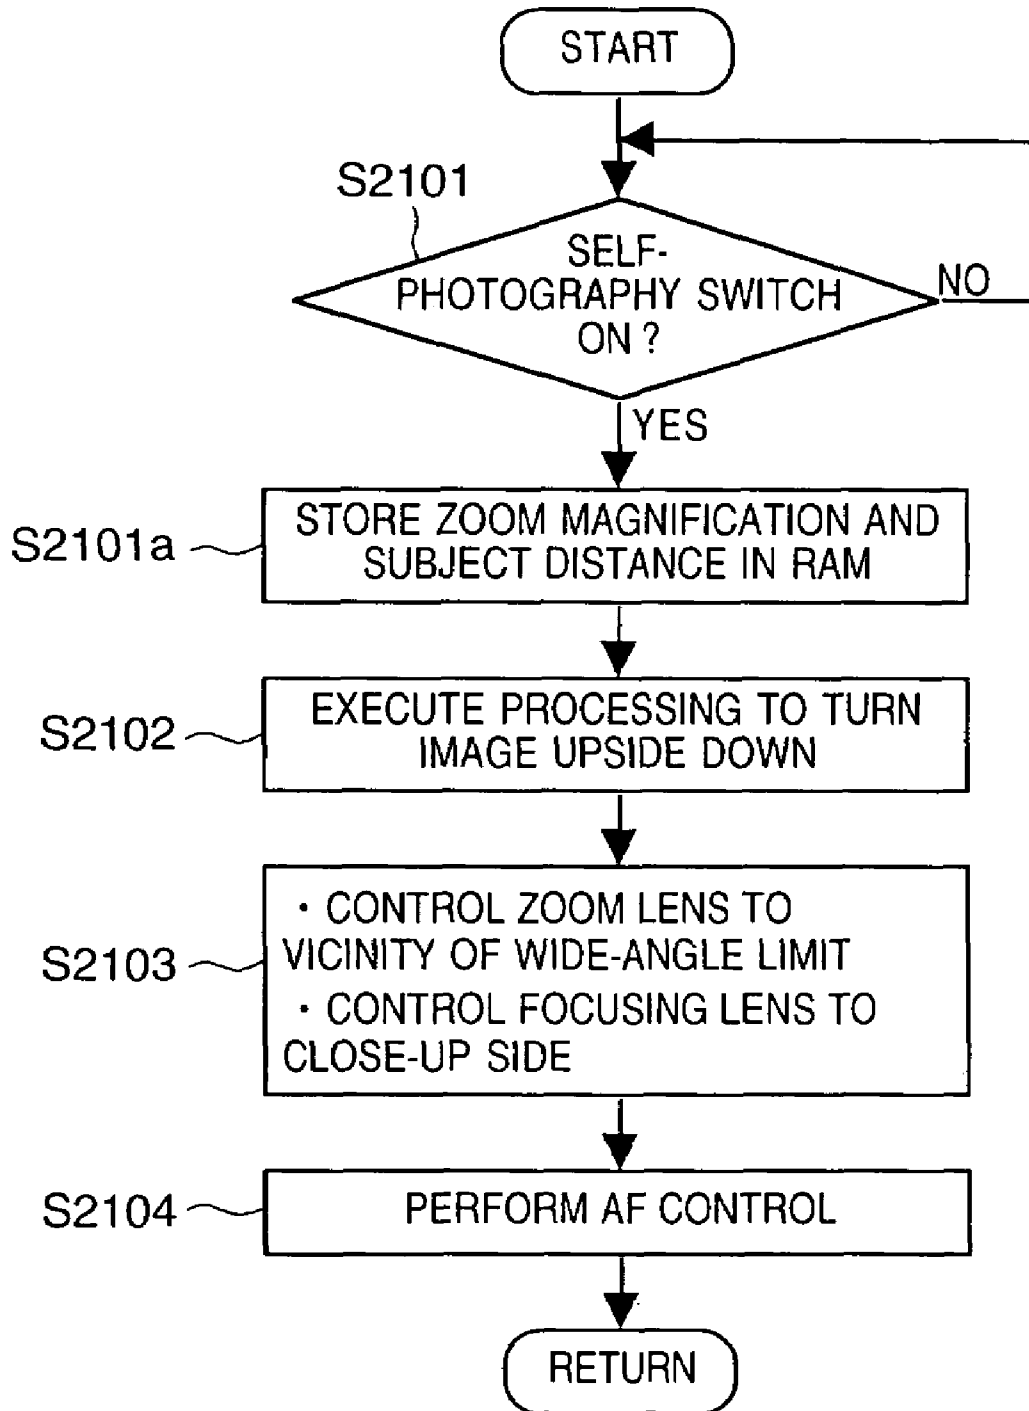 START
S2101
SELF-
PHOTOGRAPHY SWITCH
ON ?
NO
YES
S2101a
STORE ZOOM MAGNIFICATION AND
SUBJECT DISTANCE IN RAM
S2102
EXECUTE PROCESSING TO TURN
IMAGE UPSIDE DOWN
S2103
・CONTROL ZOOM LENS TO
VICINITY OF WIDE-ANGLE LIMIT
・CONTROL FOCUSING LENS TO
CLOSE-UP SIDE
S2104
PERFORM AF CONTROL
RETURN